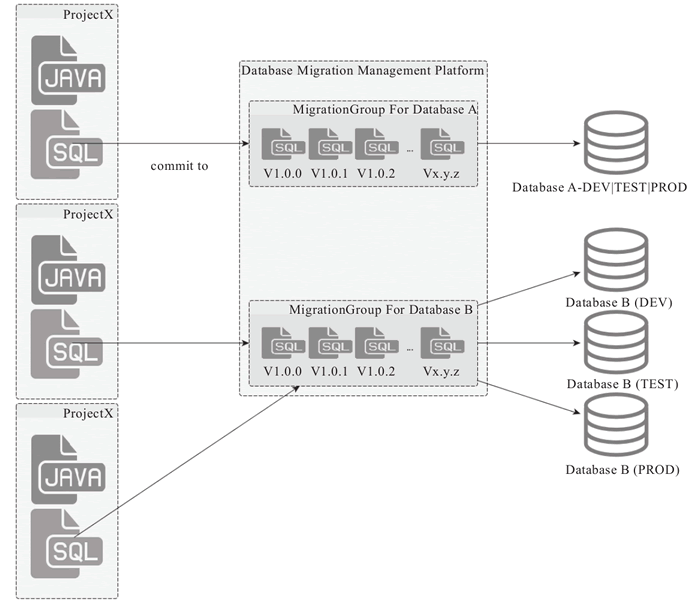 ProjectX
JAVA
SQL
commit to
Database Migration Management Platform
MigrationGroup For Database A
SQL SQL SQL ... SQL
V1.0.0 V1.0.1 V1.0.2 Vx.y.z
Database A-DEV|TEST|PROD
ProjectX
JAVA
SQL
MigrationGroup For Database B
SQL SQL SQL ... SQL
V1.0.0 V1.0.1 V1.0.2 Vx.y.z
Database B (DEV)
Database B (TEST)
Database B (PROD)
ProjectX
JAVA
SQL